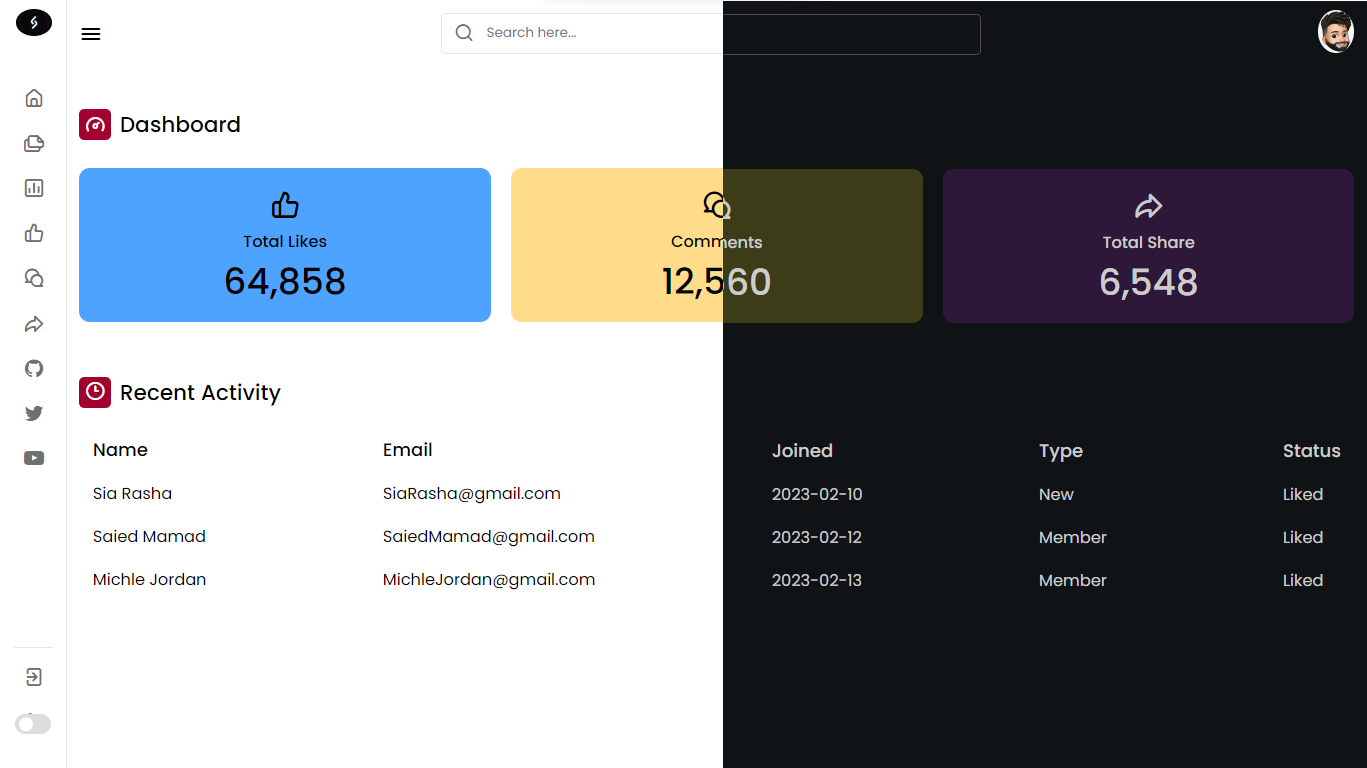 Search here...
Dashboard
Total Likes
64,858
Comments
12,560
Total Share
6,548
Recent Activity
Name Email Joined Type Status
Sia Rasha SiaRasha@gmail.com 2023-02-10 New Liked
Saied Mamad SaiedMamad@gmail.com 2023-02-12 Member Liked
Michle Jordan MichleJordan@gmail.com 2023-02-13 Member Liked